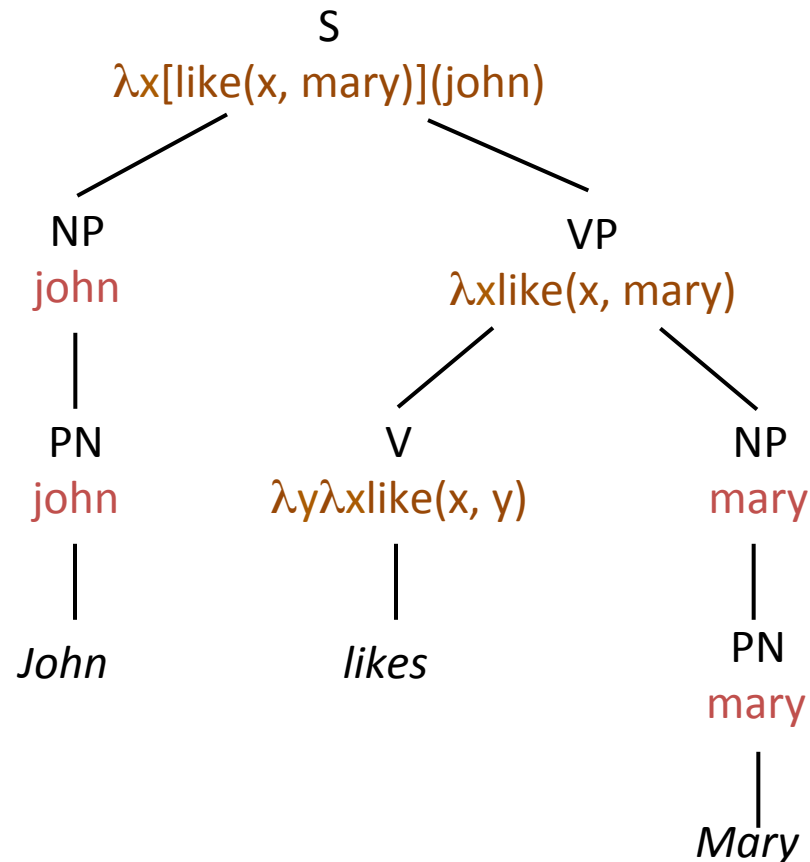 S
λx[like(x, mary)](john)
NP VP
john λxlike(x, mary)
PN V NP
john λyλxlike(x, y) mary
John likes PN
mary
Mary